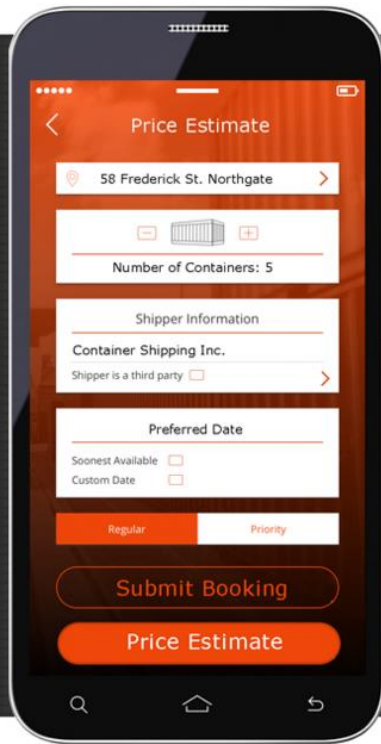 Price Estimate
58 Frederick St. Northgate
Number of Containers: 5
Shipper Information
Container Shipping Inc.
Shipper is a third party
Preferred Date
Soonest Available
Custom Date
Regular Priority
Submit Booking
Price Estimate